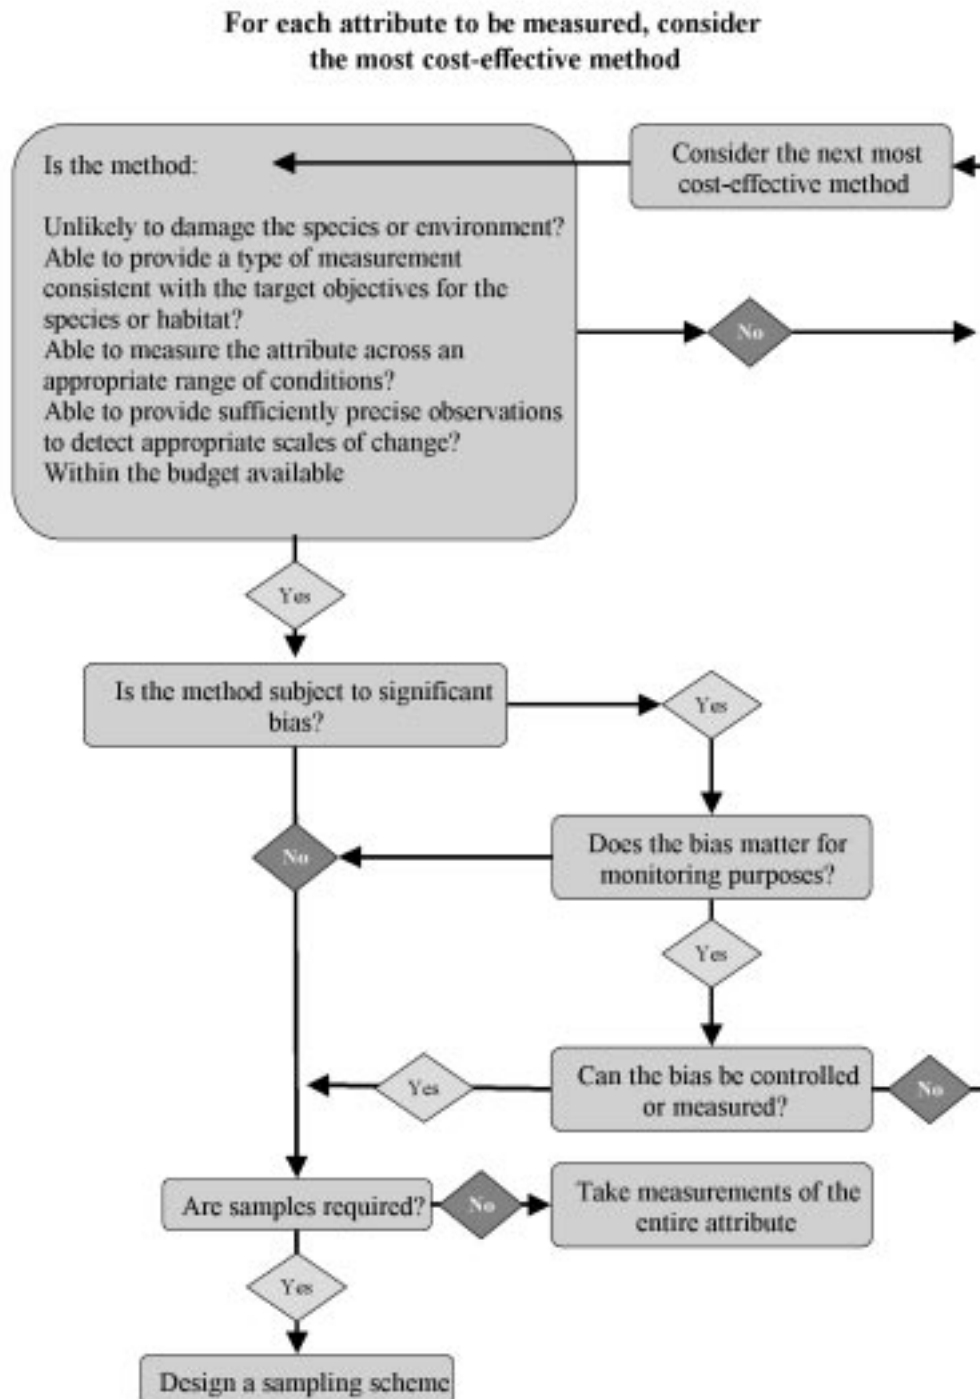 For each attribute to be measured, consider
the most cost-effective method
Is the method:
Unlikely to damage the species or environment?
Able to provide a type of measurement
consistent with the target objectives for the
species or habitat?
Able to measure the attribute across an
appropriate range of conditions?
Able to provide sufficiently precise observations
to detect appropriate scales of change?
Within the budget available
Consider the next most
cost-effective method
No
Yes
Is the method subject to significant
bias?
Yes
No
Does the bias matter for
monitoring purposes?
Yes
Yes
Can the bias be controlled
or measured?
No
Are samples required?
No
Take measurements of the
entire attribute
Yes
Design a sampling scheme